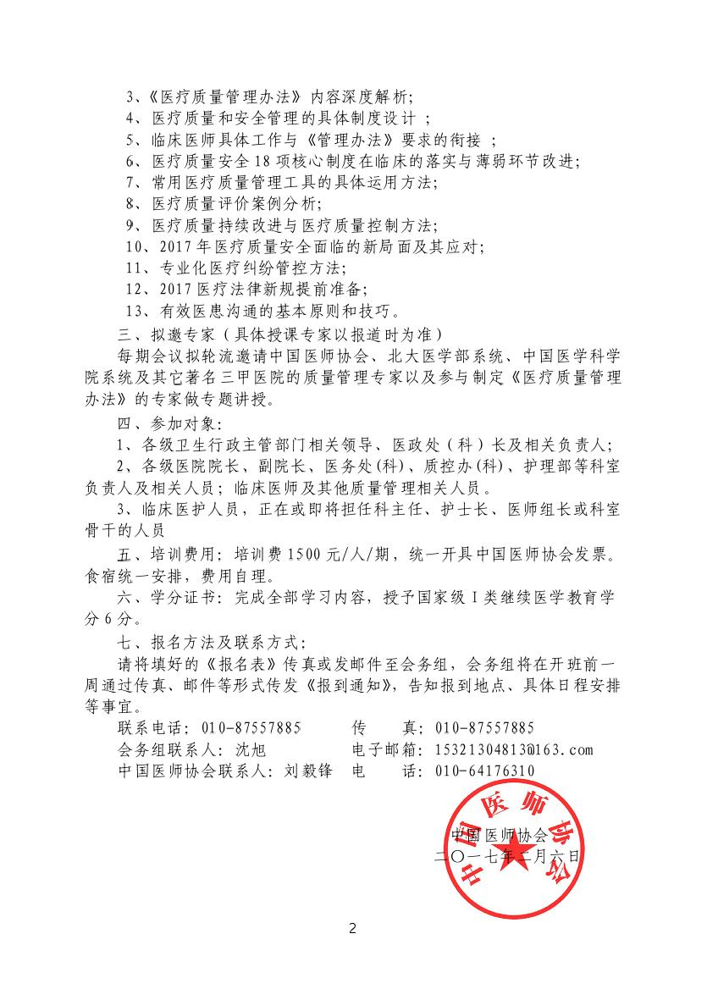 3、《医疗质量管理办法》内容深度解析；
4、医疗质量和安全管理的具体制度设计 ；
5、临床医师具体工作与《管理办法》要求的衔接 ；
6、医疗质量安全 18 项核心制度在临床的落实与薄弱环节改进；
7、常用医疗质量管理工具的具体运用方法；
8、医疗质量评价案例分析；
9、医疗质量持续改进与医疗质量控制方法；
10、2017 年医疗质量安全面临的新局面及其应对；
11、专业化医疗纠纷管控方法；
12、2017 医疗法律新规提前准备；
13、有效医患沟通的基本原则和技巧。
三、拟邀专家（具体授课专家以报道时为准）
每期会议拟轮流邀请中国医师协会、北大医学部系统、中国医学科学
院系统及其它著名三甲医院的质量管理专家以及参与制定《医疗质量管理
办法》的专家做专题讲授。
四、参加对象：
1、各级卫生行政主管部门相关领导、医政处（科）长及相关负责人；
2、各级医院院长、副院长、医务处(科)、质控办(科)、护理部等科室
负责人及相关人员；临床医师及其他质量管理相关人员。
3、临床医护人员，正在或即将担任科主任、护士长、医师组长或科室
骨干的人员
五、培训费用：培训费 1500 元/人/期，统一开具中国医师协会发票。
食宿统一安排，费用自理。
六、学分证书：完成全部学习内容，授予国家级 I 类继续医学教育学
分 6 分。
七、报名方法及联系方式：
请将填好的《报名表》传真或发邮件至会务组，会务组将在开班前一
周通过传真、邮件等形式传发《报到通知》，告知报到地点、具体日程安排
等事宜。
联系电话：010-87557885 传 真：010-87557885
会务组联系人：沈旭 电子邮箱：15321304813@163.com
中国医师协会联系人：刘毅锋 电 话：010-64176310
中国医师协会
二〇一七年二月六日
中国医师协会
2